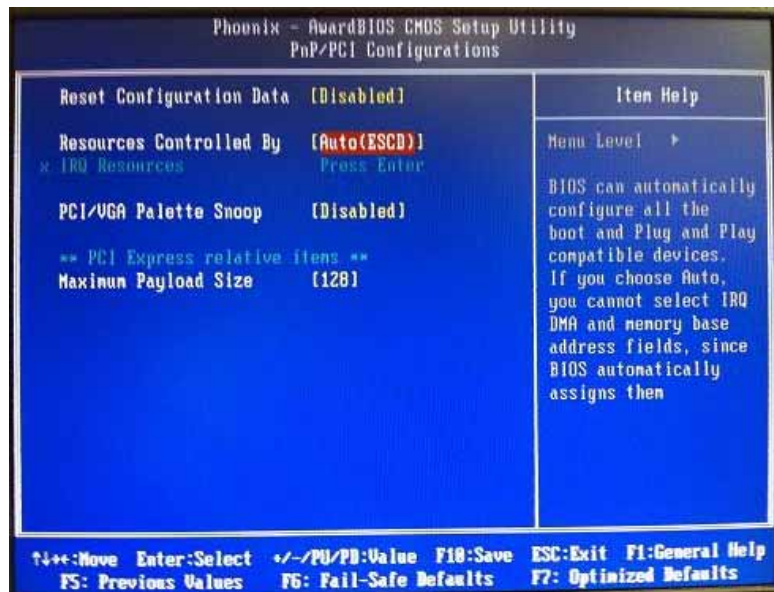 Phoenix - AwardBIOS CMOS Setup Utility
PnP/PCI Configurations
Reset Configuration Data [Disabled]
Resources Controlled By [Auto(ESCD)]
x IRQ Resources Press Enter
PCI/VGA Palette Snoop [Disabled]
** PCI Express relative items **
Maximum Payload Size [128]
Item Help
Menu Level ▸
BIOS can automatically
configure all the
boot and Plug and Play
compatible devices.
If you choose Auto,
you cannot select IRQ
DMA and memory base
address fields, since
BIOS automatically
assigns them
↑↓→←:Move Enter:Select +/-/PU/PD:Value F10:Save ESC:Exit F1:General Help
F5: Previous Values F6: Fail-Safe Defaults F7: Optimized Defaults